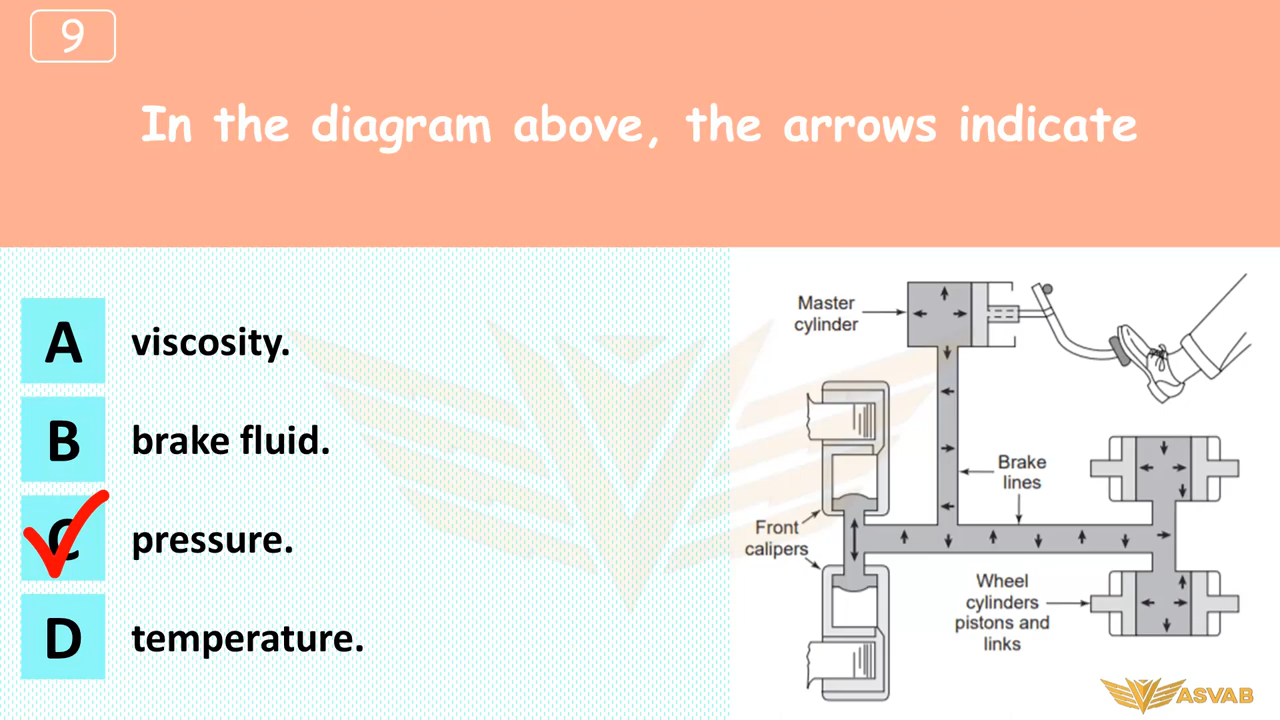 9
In the diagram above, the arrows indicate
A viscosity.
B brake fluid.
C pressure.
D temperature.
Master
cylinder
Brake
lines
Front
calipers
Wheel
cylinders
pistons and
links
ASVAB